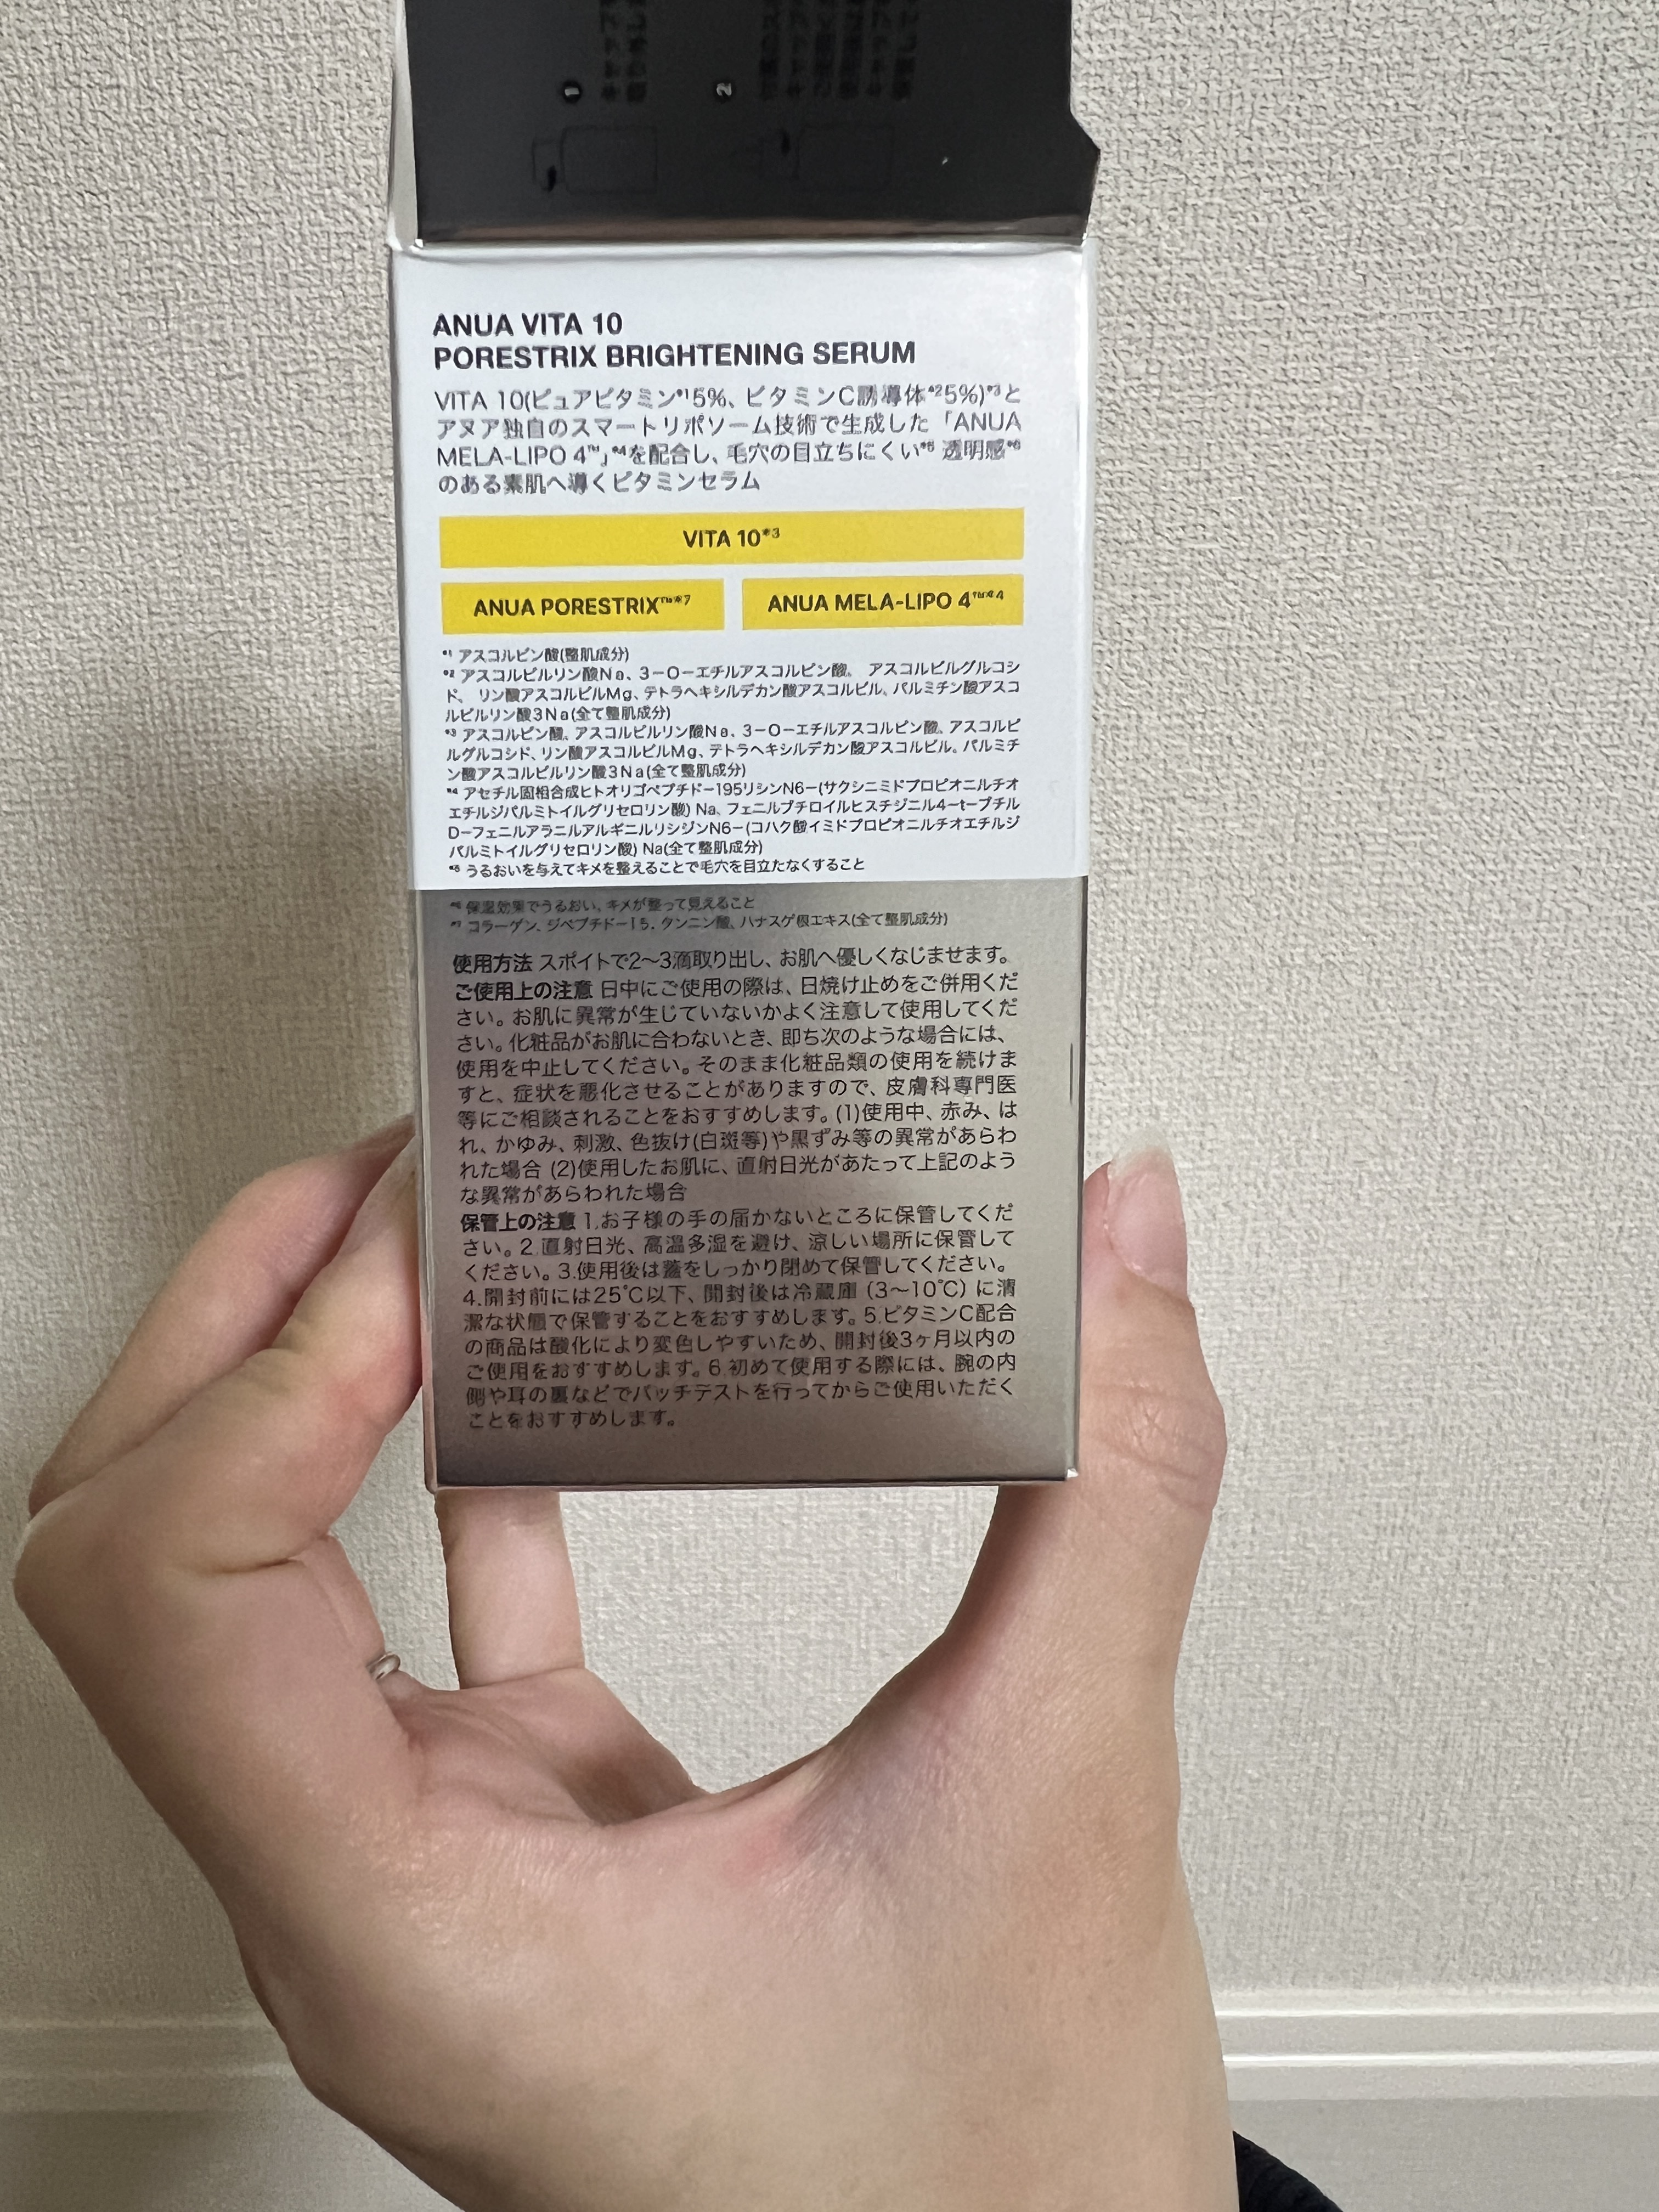 ANUA VITA 10
PORESTRIX BRIGHTENING SERUM
VITA 10(ピュアビタミン*¹5%、ビタミンC誘導体*²5%)*³と
アヌア独自のスマートリポソーム技術で生成した「ANUA
MELA-LIPO 4™」*⁴を配合し、毛穴の目立ちにくい*⁵ 透明感*⁶
のある素肌へ導くビタミンセラム
VITA 10*³
ANUA PORESTRIX™*⁷
ANUA MELA-LIPO 4™*⁴
*¹ アスコルビン酸(整肌成分)
*² アスコルビルリン酸Na、3-O-エチルアスコルビン酸、 アスコルビルグルコシ
ド、 リン酸アスコルビルMg、テトラヘキシルデカン酸アスコルビル、パルミチン酸アスコ
ルビルリン酸3Na(全て整肌成分)
*³ アスコルビン酸、アスコルビルリン酸Na、3-O-エチルアスコルビン酸、アスコルビ
ルグルコシド、リン酸アスコルビルMg、テトラヘキシルデカン酸アスコルビル、パルミチ
ン酸アスコルビルリン酸3Na(全て整肌成分)
*⁴ アセチル固相合成ヒトオリゴペプチド-195リシンN6-(サクシニミドプロピオニルチオ
エチルジパルミトイルグリセロリン酸) Na、フェニルブチロイルヒスチジニル4-t-ブチル
D-フェニルアラニルアルギニルリシジンN6-(コハク酸イミドプロピオニルチオエチルジ
パルミトイルグリセロリン酸) Na(全て整肌成分)
*⁵ うるおいを与えてキメを整えることで毛穴を目立たなくすること
*⁶ 保湿効果でうるおい、キメが整って見えること
*⁷ コラーゲン、ジペプチド-15、タンニン酸、ハナスゲ根エキス(全て整肌成分)
使用方法 スポイトで2〜3滴取り出し、お肌へ優しくなじませます。
ご使用上の注意 日中にご使用の際は、日焼け止めをご併用くだ
さい。お肌に異常が生じていないかよく注意して使用してくだ
さい。化粧品がお肌に合わないとき、即ち次のような場合には、
使用を中止してください。そのまま化粧品類の使用を続けま
すと、症状を悪化させることがありますので、皮膚科専門医
等にご相談されることをおすすめします。(1)使用中、赤み、は
れ、かゆみ、刺激、色抜け(白斑等)や黒ずみ等の異常があらわ
れた場合 (2)使用したお肌に、直射日光があたって上記のよう
な異常があらわれた場合
保管上の注意 1.お子様の手の届かないところに保管してくだ
さい。2.直射日光、高温多湿を避け、涼しい場所に保管して
ください。3.使用後は蓋をしっかり閉めて保管してください。
4.開封前には25℃以下、開封後は冷蔵庫 (3〜10℃) に清
潔な状態で保管することをおすすめします。5.ビタミンC配合
の商品は酸化により変色しやすいため、開封後3ヶ月以内の
ご使用をおすすめします。6.初めて使用する際には、腕の内
側や耳の裏などでパッチテストを行ってからご使用いただく
ことをおすすめします。